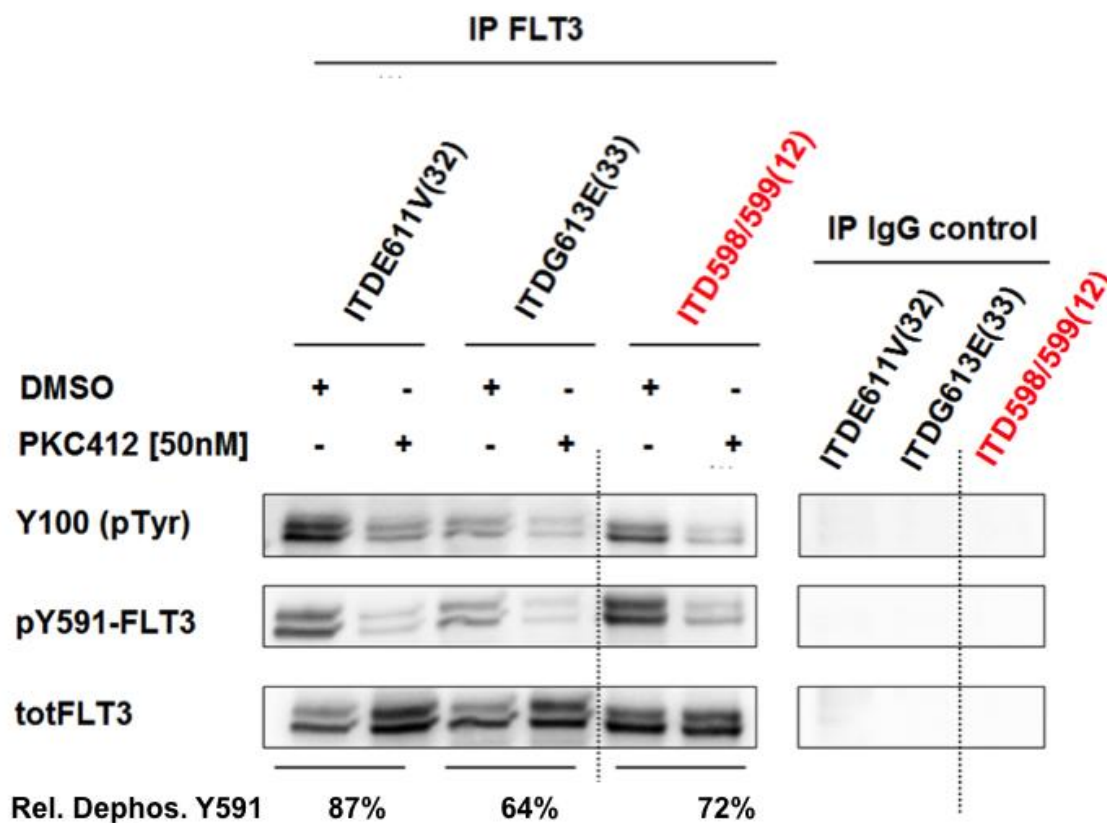 IP FLT3
ITDE611V(32)
ITDG613E(33)
ITD598/599(12)
IP IgG control
ITDE611V(32)
ITDG613E(33)
ITD598/599(12)
DMSO + - + - + -
PKC412 [50nM] - + - + - +
Y100 (pTyr)
pY591-FLT3
totFLT3
Rel. Dephos. Y591 87% 64% 72%